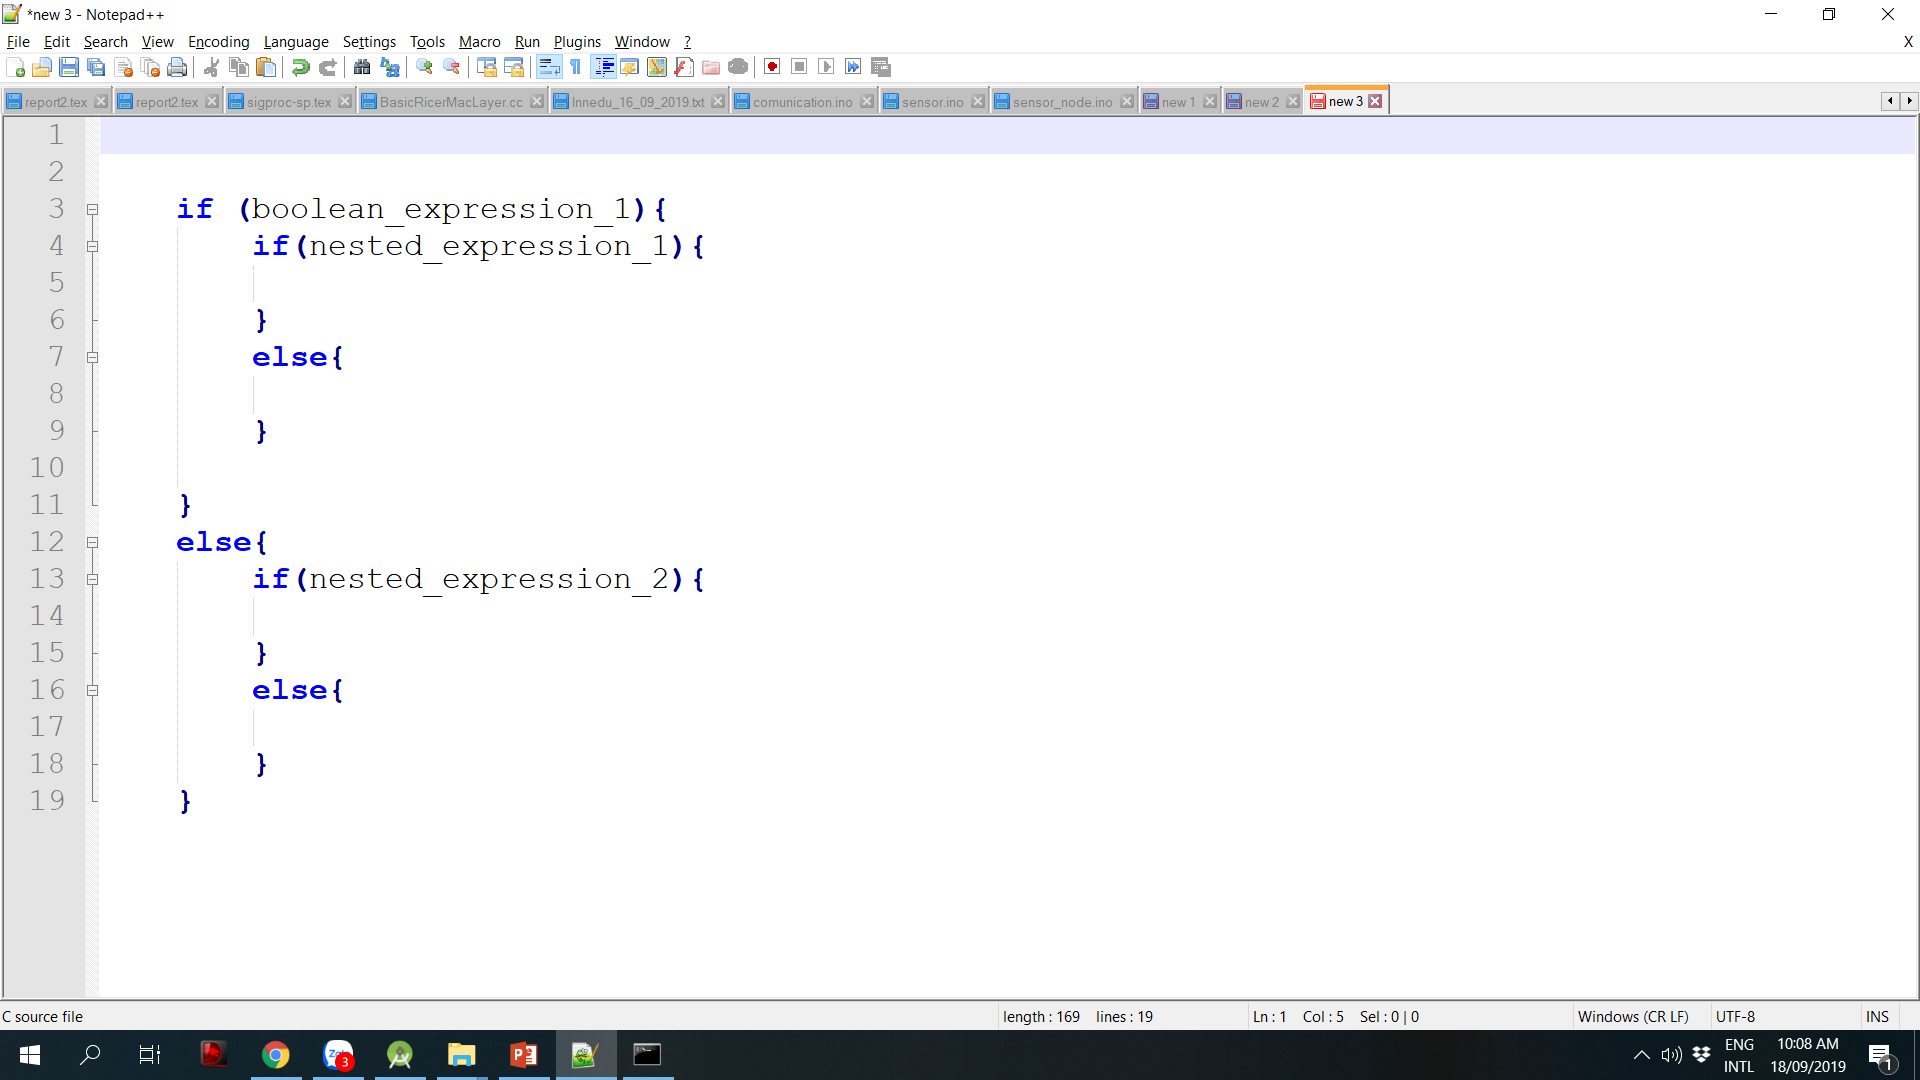 *new 3 - Notepad++
File Edit Search View Encoding Language Settings Tools Macro Run Plugins Window ? X
report2.tex report2.tex sigproc-sp.tex BasicRicerMacLayer.cc Innedu_16_09_2019.txt comunication.ino sensor.ino sensor_node.ino new 1 new 2 new 3
1
2
3 if (boolean_expression_1){
4 if(nested_expression_1){
5
6 }
7 else{
8
9 }
10
11 }
12 else{
13 if(nested_expression_2){
14
15 }
16 else{
17
18 }
19 }
C source file length : 169 lines : 19 Ln : 1 Col : 5 Sel : 0 | 0 Windows (CR LF) UTF-8 INS
3
ENG 10:08 AM
INTL 18/09/2019 1